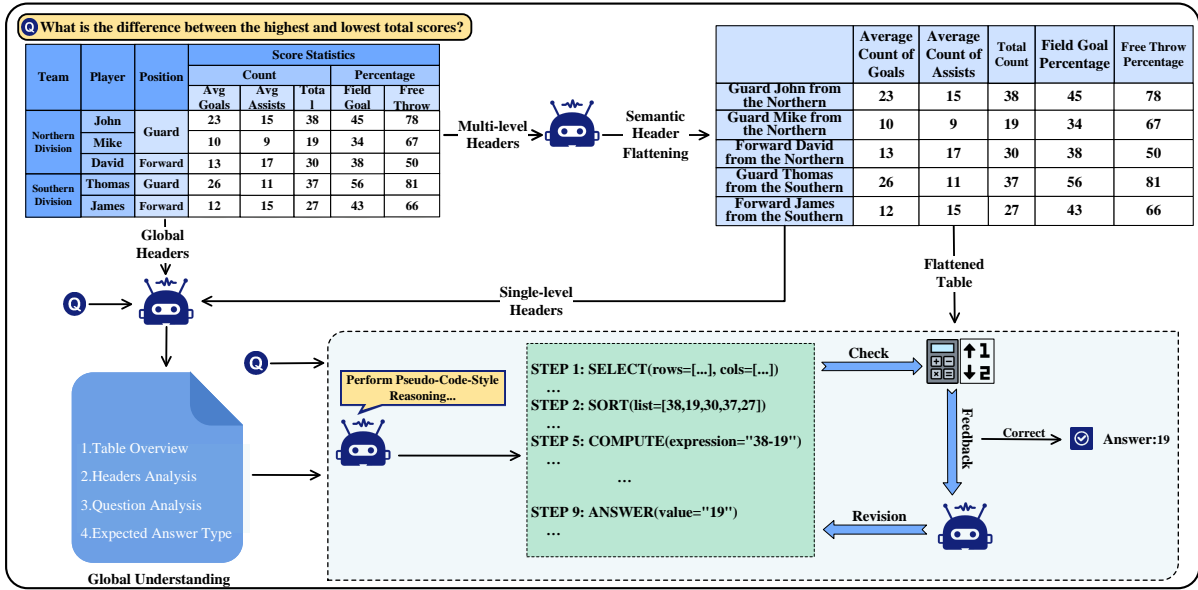 Q What is the difference between the highest and lowest total scores?
Team Player Position Score Statistics
Count Percentage
Avg Goals Avg Assists Tota l Field Goal Free Throw
Northern Division John Guard 23 15 38 45 78
Mike 10 9 19 34 67
David Forward 13 17 30 38 50
Southern Division Thomas Guard 26 11 37 56 81
James Forward 12 15 27 43 66
Multi-level
Headers
Semantic
Header
Flattening
Average Count of Goals Average Count of Assists Total Count Field Goal Percentage Free Throw Percentage
Guard John from the Northern 23 15 38 45 78
Guard Mike from the Northern 10 9 19 34 67
Forward David from the Northern 13 17 30 38 50
Guard Thomas from the Southern 26 11 37 56 81
Forward James from the Southern 12 15 27 43 66
Global
Headers
Single-level
Headers
Flattened
Table
Q
Q
1.Table Overview
2.Headers Analysis
3.Question Analysis
4.Expected Answer Type
Global Understanding
Perform Pseudo-Code-Style
Reasoning...
STEP 1: SELECT(rows=[...], cols=[...])
...
STEP 2: SORT(list=[38,19,30,37,27])
...
STEP 5: COMPUTE(expression="38-19")
...
...
STEP 9: ANSWER(value="19")
...
Check
1
2
Feedback
Correct
Answer:19
Revision